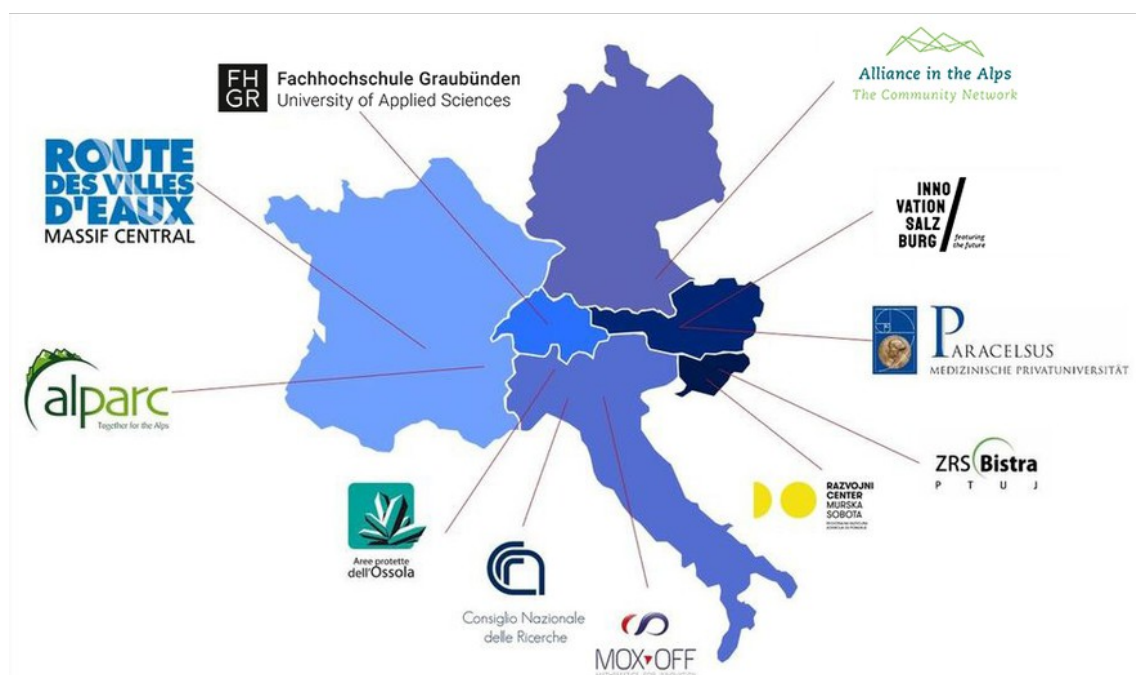 FH
GR
Fachhochschule Graubünden
University of Applied Sciences
Alliance in the Alps
The Community Network
ROUTE
DES VILLES
D'EAUX
MASSIF CENTRAL
INNO
VATION
SALZ
BURG
featuring
the future
PARACELSUS
MEDIZINISCHE PRIVATUNIVERSITÄT
alparc
Together for the Alps
ZRS Bistra
PTUJ
RAZVOJNI
CENTER
MURSKA
SOBOTA
Aree protette
dell'Ossola
Consiglio Nazionale
delle Ricerche
MOX OFF